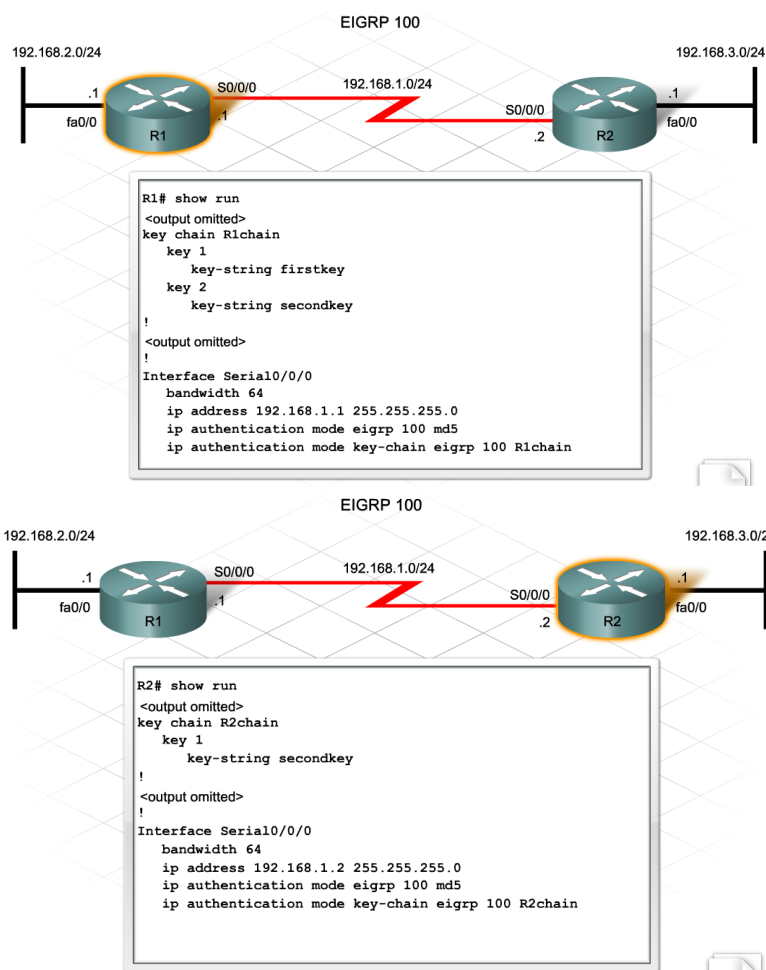 EIGRP 100
192.168.2.0/24
192.168.3.0/24
.1
S0/0/0
192.168.1.0/24
.1
fa0/0
R1
.1
S0/0/0
.2
R2
fa0/0
R1# show run
<output omitted>
key chain R1chain
key 1
key-string firstkey
key 2
key-string secondkey
!
<output omitted>
!
Interface Serial0/0/0
bandwidth 64
ip address 192.168.1.1 255.255.255.0
ip authentication mode eigrp 100 md5
ip authentication mode key-chain eigrp 100 R1chain
EIGRP 100
192.168.2.0/24
192.168.3.0/2
.1
S0/0/0
192.168.1.0/24
.1
fa0/0
R1
.1
S0/0/0
.2
R2
fa0/0
R2# show run
<output omitted>
key chain R2chain
key 1
key-string secondkey
!
<output omitted>
!
Interface Serial0/0/0
bandwidth 64
ip address 192.168.1.2 255.255.255.0
ip authentication mode eigrp 100 md5
ip authentication mode key-chain eigrp 100 R2chain